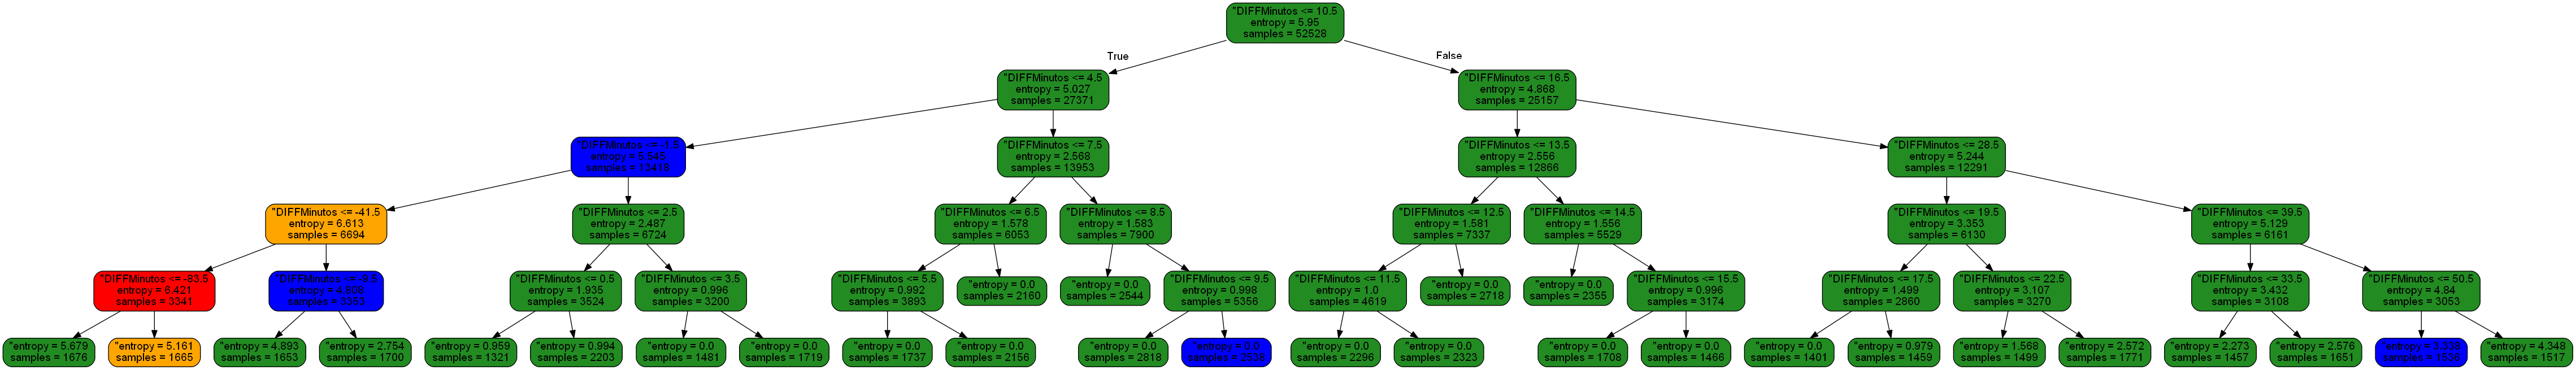 "DIFFMinutos <= 10.5
entropy = 5.95
samples = 52528
True
False
"DIFFMinutos <= 4.5
entropy = 5.027
samples = 27371
"DIFFMinutos <= 16.5
entropy = 4.868
samples = 25157
"DIFFMinutos <= -1.5
entropy = 5.545
samples = 13418
"DIFFMinutos <= 7.5
entropy = 2.568
samples = 13953
"DIFFMinutos <= 13.5
entropy = 2.556
samples = 12866
"DIFFMinutos <= 28.5
entropy = 5.244
samples = 12291
"DIFFMinutos <= -41.5
entropy = 6.613
samples = 6694
"DIFFMinutos <= 2.5
entropy = 2.487
samples = 6724
"DIFFMinutos <= 6.5
entropy = 1.578
samples = 6053
"DIFFMinutos <= 8.5
entropy = 1.583
samples = 7900
"DIFFMinutos <= 12.5
entropy = 1.581
samples = 7337
"DIFFMinutos <= 14.5
entropy = 1.556
samples = 5529
"DIFFMinutos <= 19.5
entropy = 3.353
samples = 6130
"DIFFMinutos <= 39.5
entropy = 5.129
samples = 6161
"DIFFMinutos <= -83.5
entropy = 6.421
samples = 3341
"DIFFMinutos <= -9.5
entropy = 4.808
samples = 3353
"DIFFMinutos <= 0.5
entropy = 1.935
samples = 3524
"DIFFMinutos <= 3.5
entropy = 0.996
samples = 3200
"DIFFMinutos <= 5.5
entropy = 0.992
samples = 3893
"entropy = 0.0
samples = 2160
"entropy = 0.0
samples = 2544
"DIFFMinutos <= 9.5
entropy = 0.998
samples = 5356
"DIFFMinutos <= 11.5
entropy = 1.0
samples = 4619
"entropy = 0.0
samples = 2718
"entropy = 0.0
samples = 2355
"DIFFMinutos <= 15.5
entropy = 0.996
samples = 3174
"DIFFMinutos <= 17.5
entropy = 1.499
samples = 2860
"DIFFMinutos <= 22.5
entropy = 3.107
samples = 3270
"DIFFMinutos <= 33.5
entropy = 3.432
samples = 3108
"DIFFMinutos <= 50.5
entropy = 4.84
samples = 3053
"entropy = 5.679
samples = 1676
"entropy = 5.161
samples = 1665
"entropy = 4.893
samples = 1653
"entropy = 2.754
samples = 1700
"entropy = 0.959
samples = 1321
"entropy = 0.994
samples = 2203
"entropy = 0.0
samples = 1481
"entropy = 0.0
samples = 1719
"entropy = 0.0
samples = 1737
"entropy = 0.0
samples = 2156
"entropy = 0.0
samples = 2818
"entropy = 0.0
samples = 2538
"entropy = 0.0
samples = 2296
"entropy = 0.0
samples = 2323
"entropy = 0.0
samples = 1708
"entropy = 0.0
samples = 1466
"entropy = 0.0
samples = 1401
"entropy = 0.979
samples = 1459
"entropy = 1.568
samples = 1499
"entropy = 2.572
samples = 1771
"entropy = 2.273
samples = 1457
"entropy = 2.576
samples = 1651
"entropy =
samples = 1536
"entropy = 4.348
samples = 1517